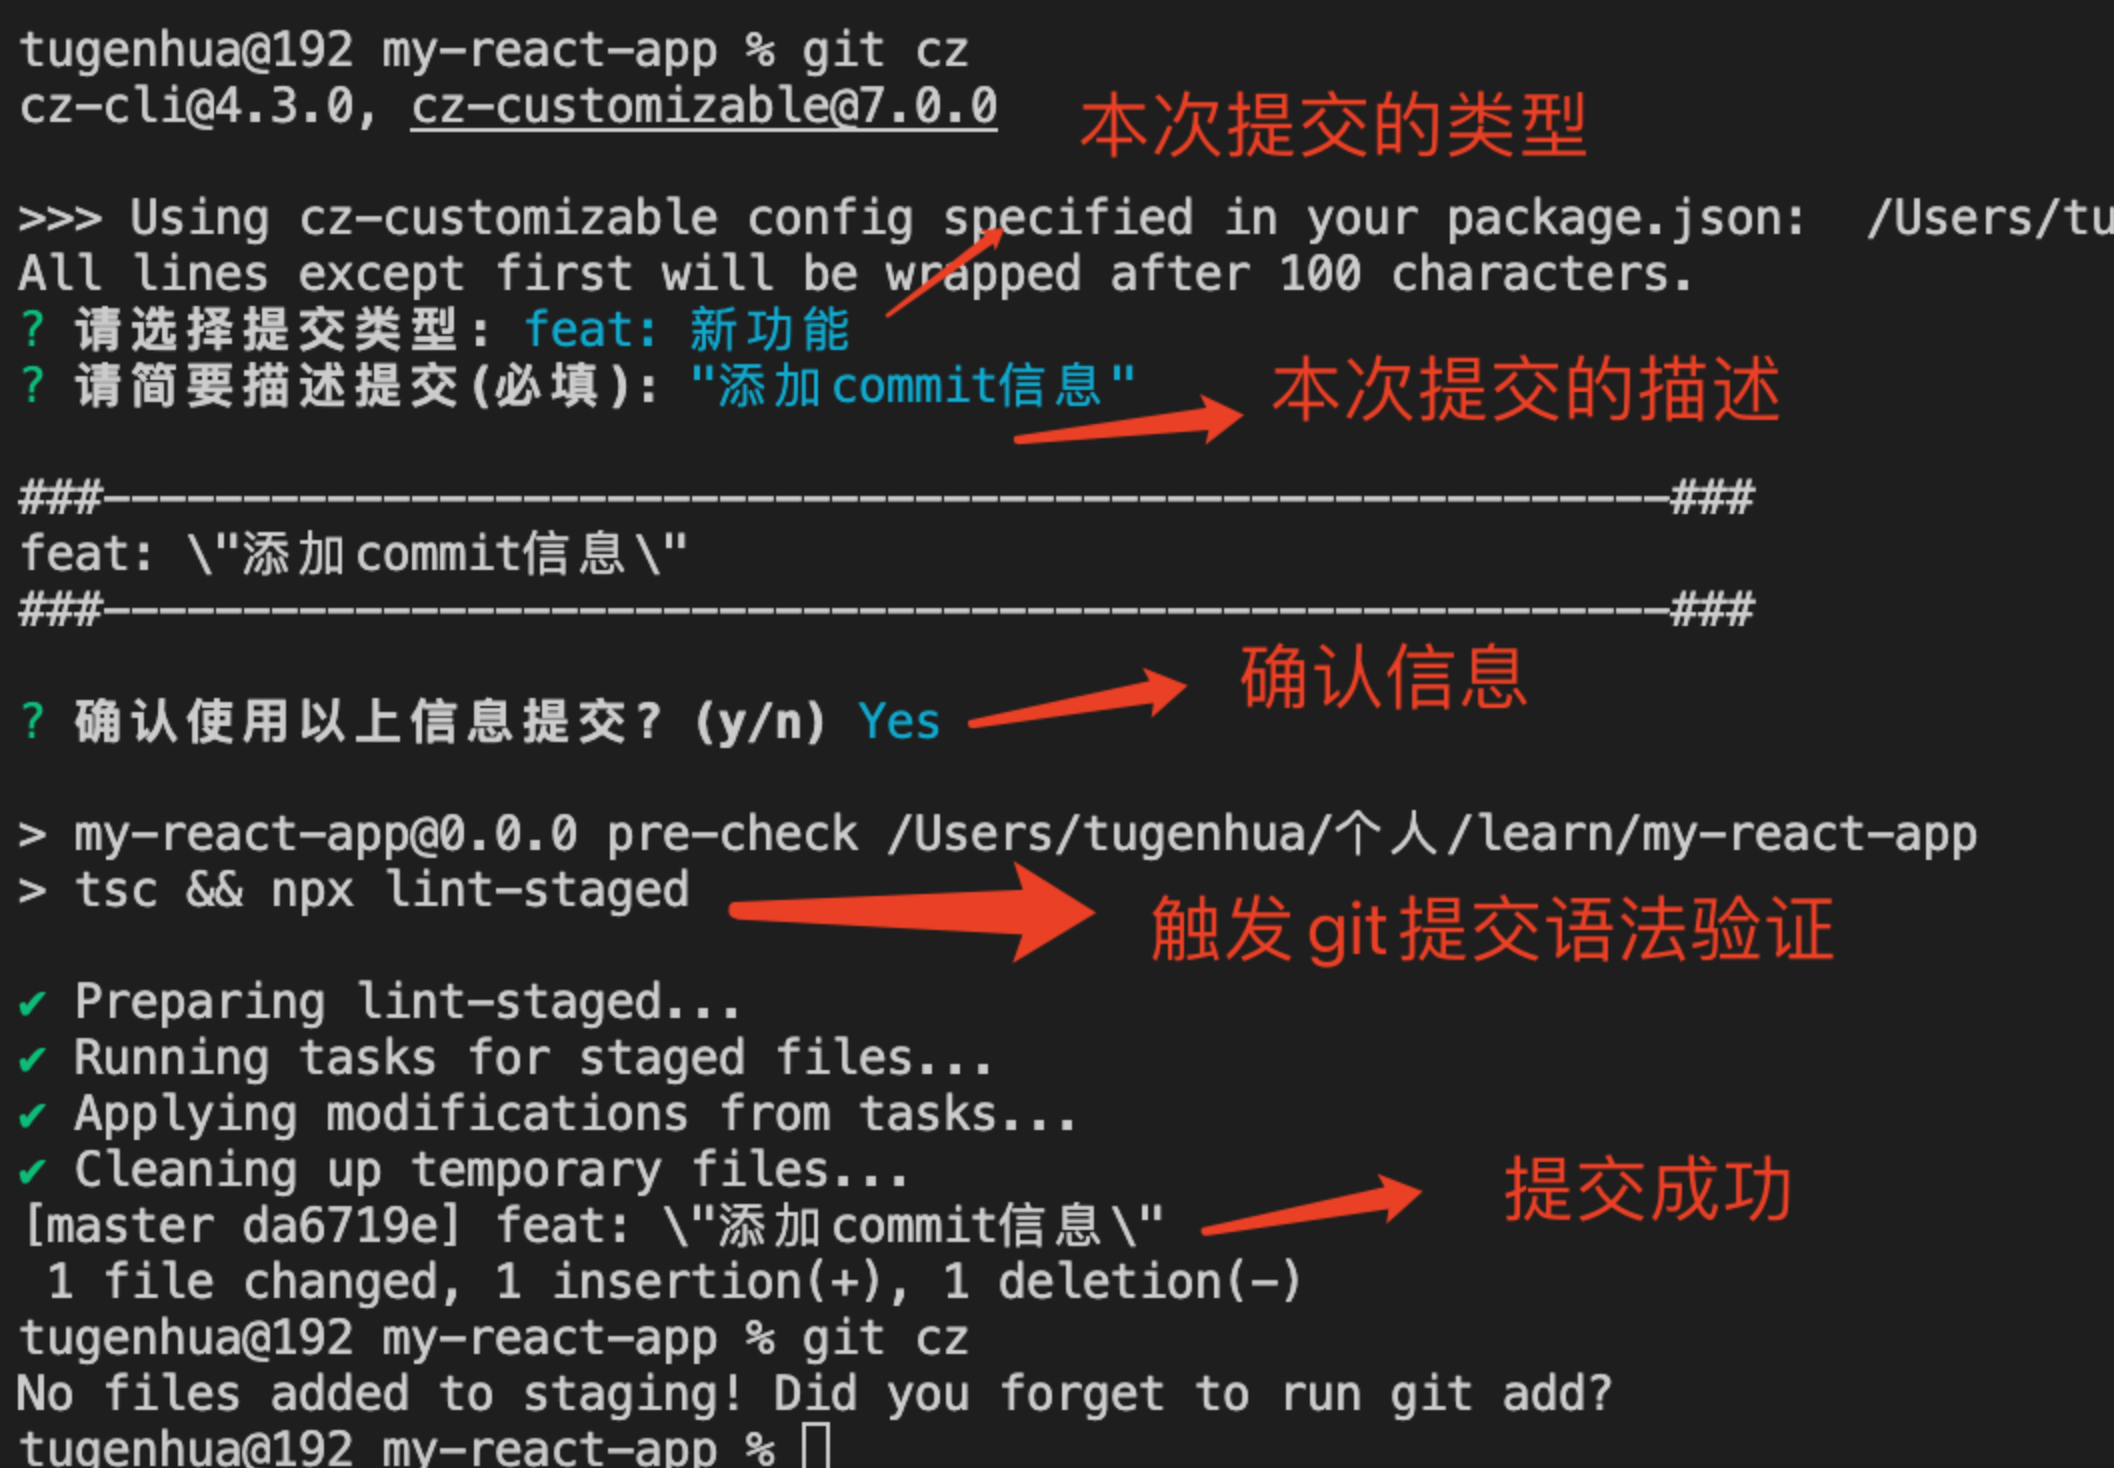 tugenhua@192 my-react-app % git cz
cz-cli@4.3.0, cz-customizable@7.0.0
本次提交的类型
>>> Using cz-customizable config specified in your package.json:  /Users/tu
All lines except first will be wrapped after 100 characters.
? 请选择提交类型: feat: 新功能
? 请简要描述提交(必填): "添加commit信息"
本次提交的描述
###--------------------------------------------------------###
feat: \"添加commit信息\"
###--------------------------------------------------------###
确认信息
? 确认使用以上信息提交? (y/n) Yes
> my-react-app@0.0.0 pre-check /Users/tugenhua/个人/learn/my-react-app
> tsc && npx lint-staged
触发git提交语法验证
✔ Preparing lint-staged...
✔ Running tasks for staged files...
✔ Applying modifications from tasks...
✔ Cleaning up temporary files...
提交成功
[master da6719e] feat: \"添加commit信息\"
 1 file changed, 1 insertion(+), 1 deletion(-)
tugenhua@192 my-react-app % git cz
No files added to staging! Did you forget to run git add?
tugenhua@192 my-react-app %